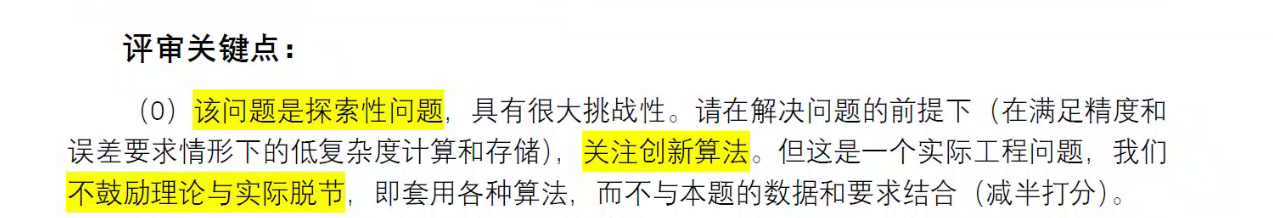 评审关键点：
（0）该问题是探索性问题，具有很大挑战性。请在解决问题的前提下（在满足精度和
误差要求情形下的低复杂度计算和存储），关注创新算法。但这是一个实际工程问题，我们
不鼓励理论与实际脱节，即套用各种算法，而不与本题的数据和要求结合（减半打分）。